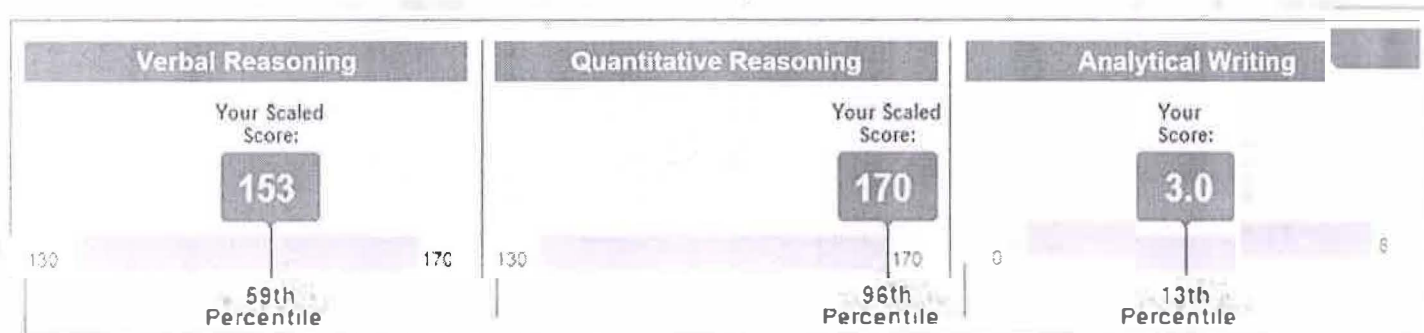 Verbal Reasoning
Your Scaled
Score:
153
130
170
59th
Percentile
Quantitative Reasoning
Your Scaled
Score:
170
130
170
96th
Percentile
Analytical Writing
Your
Score:
3.0
0
6
13th
Percentile